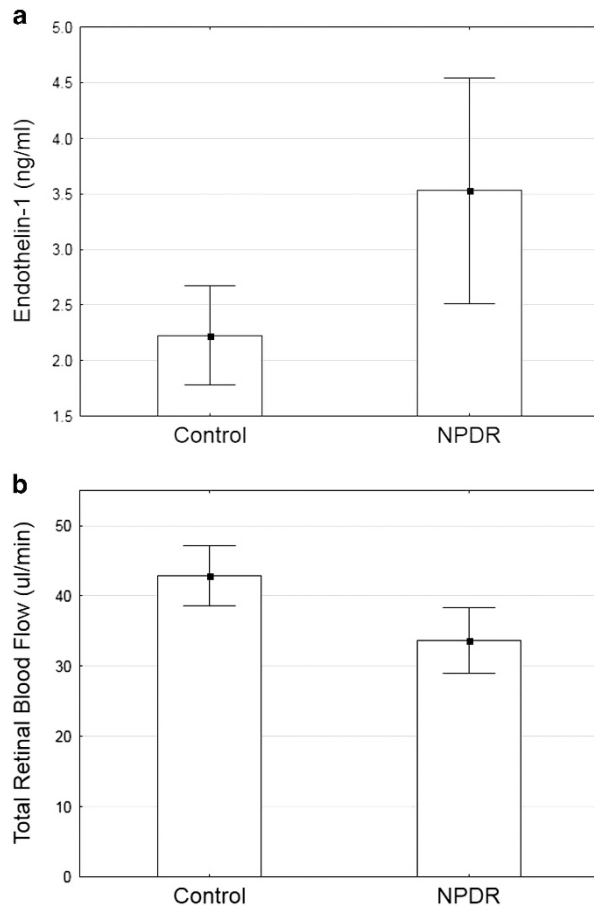 a
Endothelin-1 (ng/ml)
5.0
4.5
4.0
3.5
3.0
2.5
2.0
1.5
Control NPDR
b
Total Retinal Blood Flow (ul/min)
50
40
30
20
10
0
Control NPDR